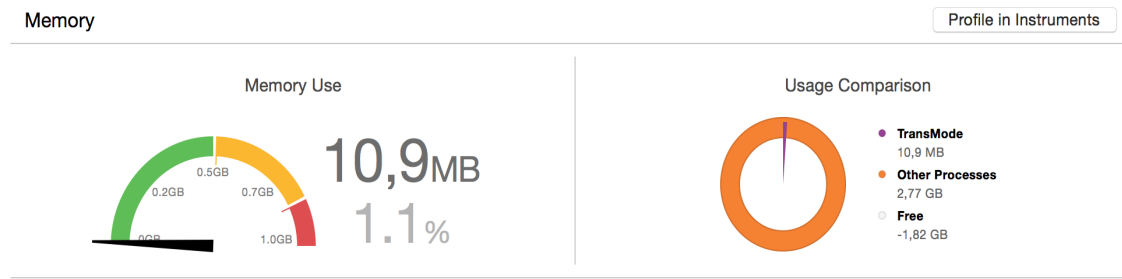 Memory
Profile in Instruments
Memory Use
0GB
0.2GB
0.5GB
0.7GB
1.0GB
10,9MB
1.1%
Usage Comparison
TransMode
10,9 MB
Other Processes
2,77 GB
Free
-1,82 GB